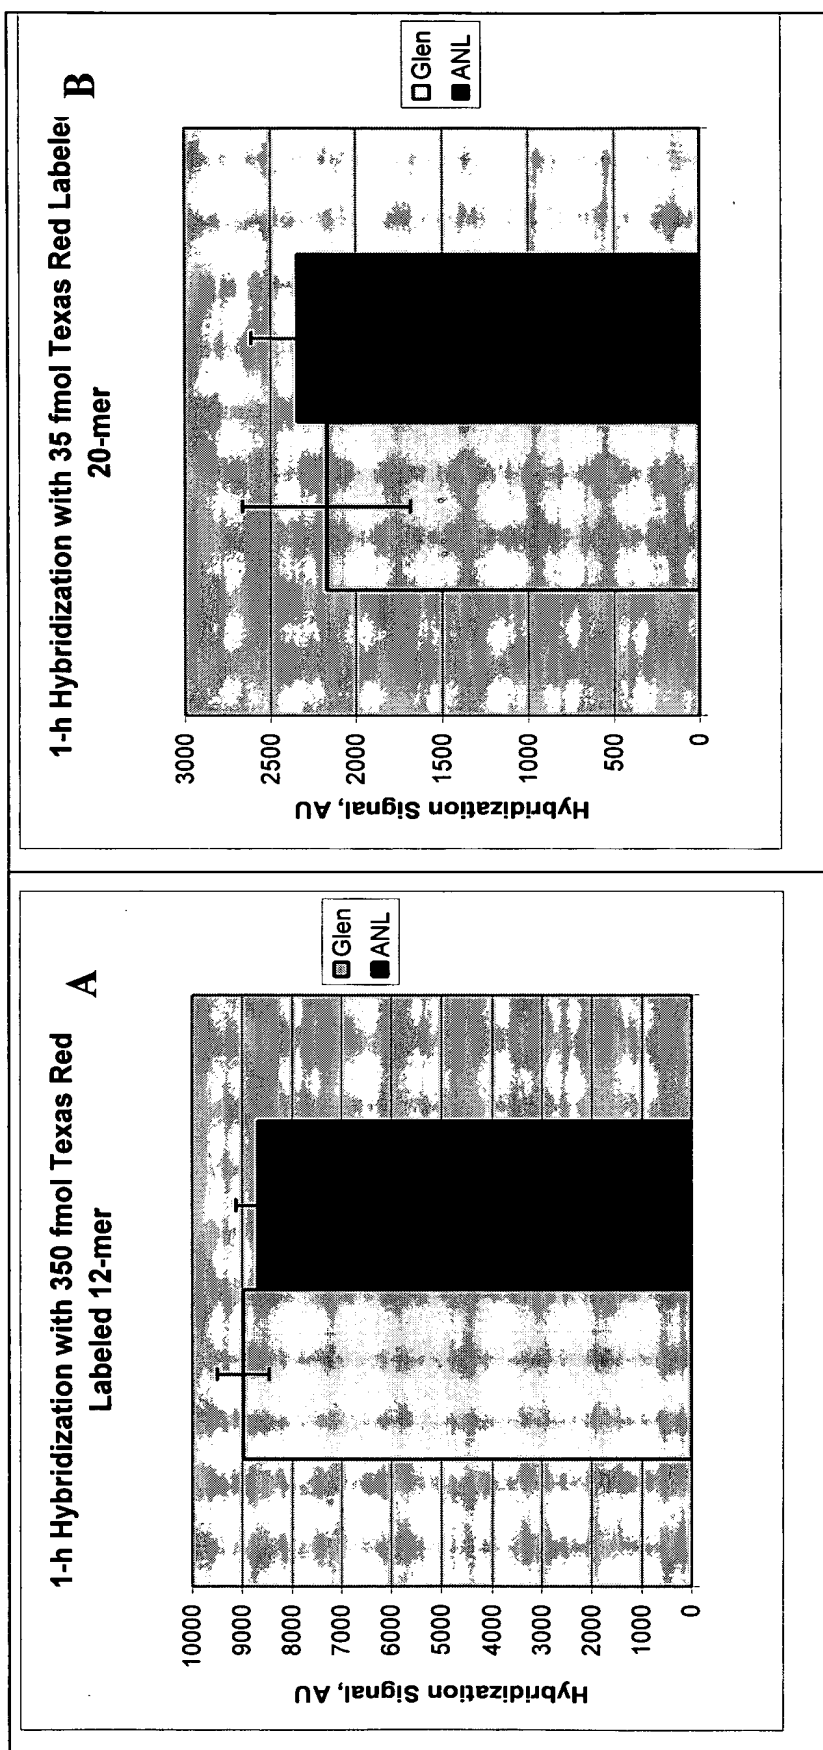 1-h Hybridization with 350 fmol Texas Red
Labeled 12-mer
A
10000
9000
8000
7000
6000
5000
4000
3000
2000
1000
0
Hybridization Signal, AU
Glen
ANL
1-h Hybridization with 35 fmol Texas Red Labeled
20-mer
B
3000
2500
2000
1500
1000
500
0
Hybridization Signal, AU
Glen
ANL